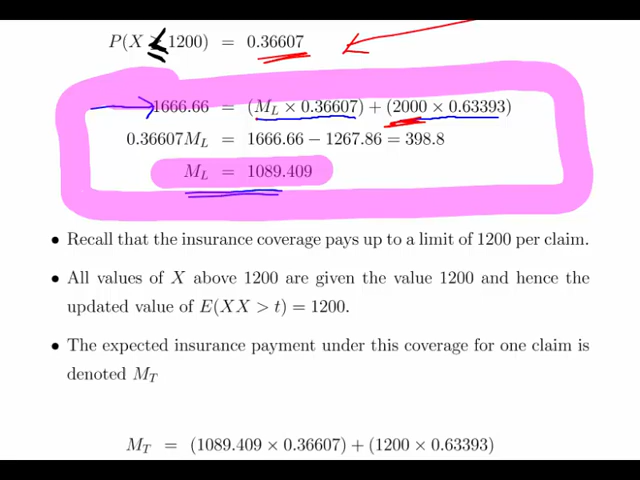 P(X ≤ 1200) = 0.36607
1666.66 = (M_L × 0.36607) + (2000 × 0.63393)
0.36607M_L = 1666.66 − 1267.86 = 398.8
M_L = 1089.409
• Recall that the insurance coverage pays up to a limit of 1200 per claim.
• All values of X above 1200 are given the value 1200 and hence the
updated value of E(XX > t) = 1200.
• The expected insurance payment under this coverage for one claim is
denoted M_T
M_T = (1089.409 × 0.36607) + (1200 × 0.63393)